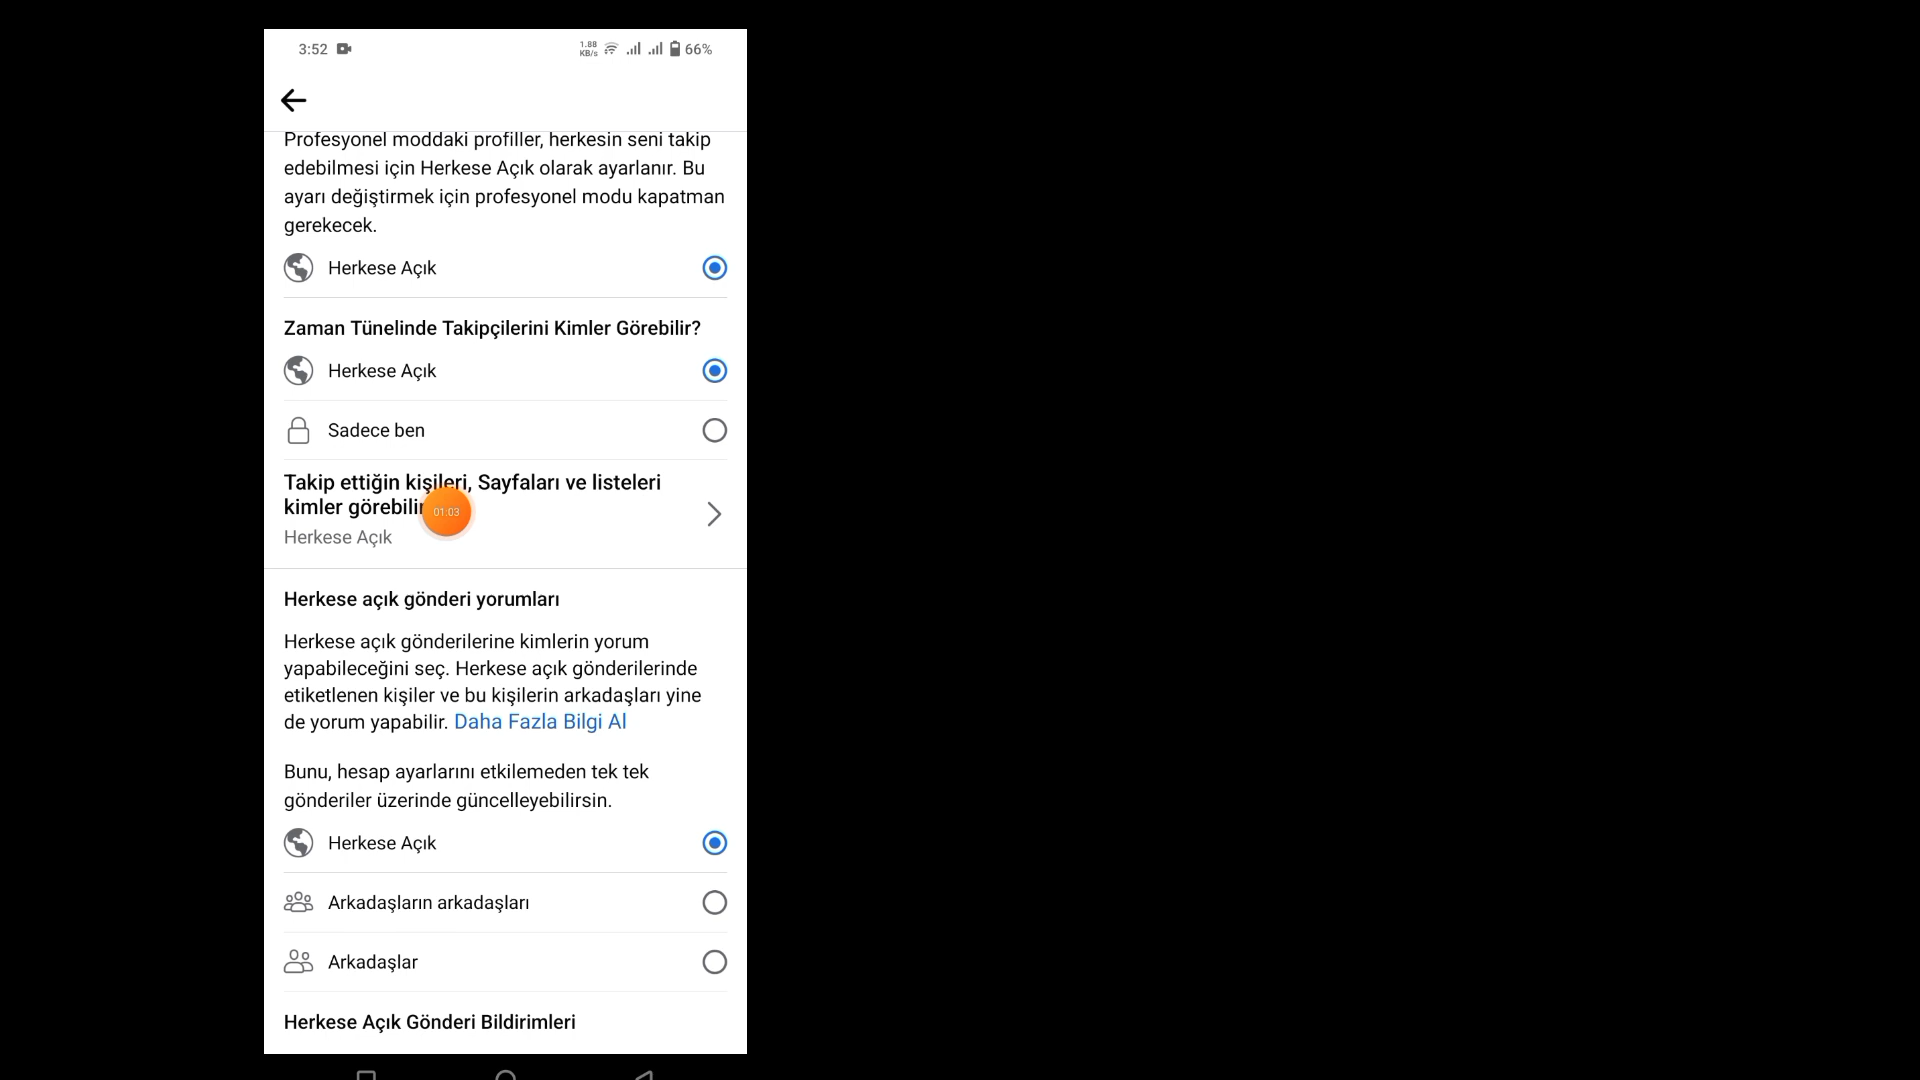 3:52
1.88
KB/s
66%
Profesyonel moddaki profiller, herkesin seni takip
edebilmesi için Herkese Açık olarak ayarlanır. Bu
ayarı değiştirmek için profesyonel modu kapatman
gerekecek.
Herkese Açık
Zaman Tünelinde Takipçilerini Kimler Görebilir?
Herkese Açık
Sadece ben
Takip ettiğin kişileri, Sayfaları ve listeleri
kimler
01:03
Herkese Açık
Herkese açık gönderi yorumları
Herkese açık gönderilerine kimlerin yorum
yapabileceğini seç. Herkese açık gönderilerinde
etiketlenen kişiler ve bu kişilerin arkadaşları yine
de yorum yapabilir. Daha Fazla Bilgi Al
Bunu, hesap ayarlarını etkilemeden tek tek
gönderiler üzerinde güncelleyebilirsin.
Herkese Açık
Arkadaşların arkadaşları
Arkadaşlar
Herkese Açık Gönderi Bildirimleri